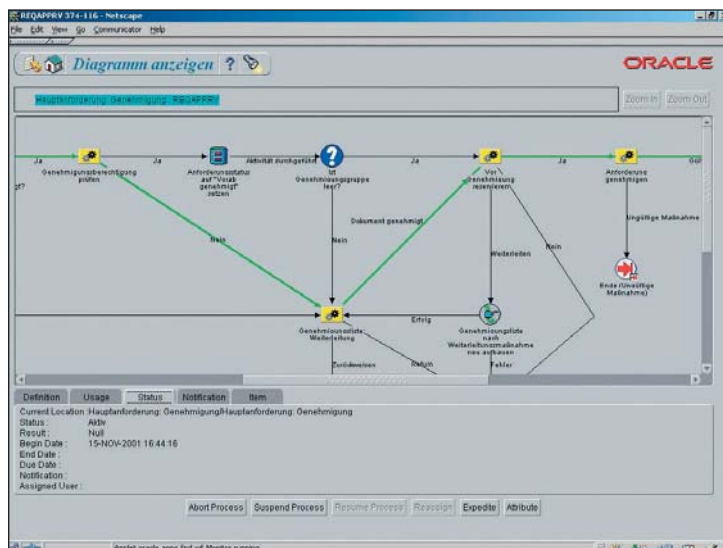 REQAPPRV 374-116 - Netscape
File Edit View Go Communicator Help
Diagramm anzeigen ?
ORACLE
Hauptanforderung: Genehmigung: REQAPPRV
Zoom In Zoom Out
Ja
Genehmigungsberechtigung
prüfen
Ja
Anforderungsstatus
auf "Vorab
genehmigt"
setzen
Aktivität durchgeführt
Ist
Genehmigungsgruppe
leer?
Ja
Vor
Genehmigung
reservieren
Ja
Anforderung
genehmigen
Nein
Nein
Dokument genehmigt
Weiterleiten
Nein
Ungültige Maßnahme
Ende (Ungültige
Maßnahme)
Genehmigungsliste:
Weiterleitung
Erfolg
Genehmigungsliste
nach
Weiterleitungsmaßnahme
neu aufbauen
Zurückweisen
Return
Fehler
Definition Usage Status Notification Item
Current Location :Hauptanforderung: Genehmigung/Hauptanforderung: Genehmigung
Status : Aktiv
Result : Null
Begin Date : 15-NOV-2001 16:44:16
End Date :
Due Date :
Notification :
Assigned User :
Abort Process Suspend Process Resume Process Reassign Expedite Attribute